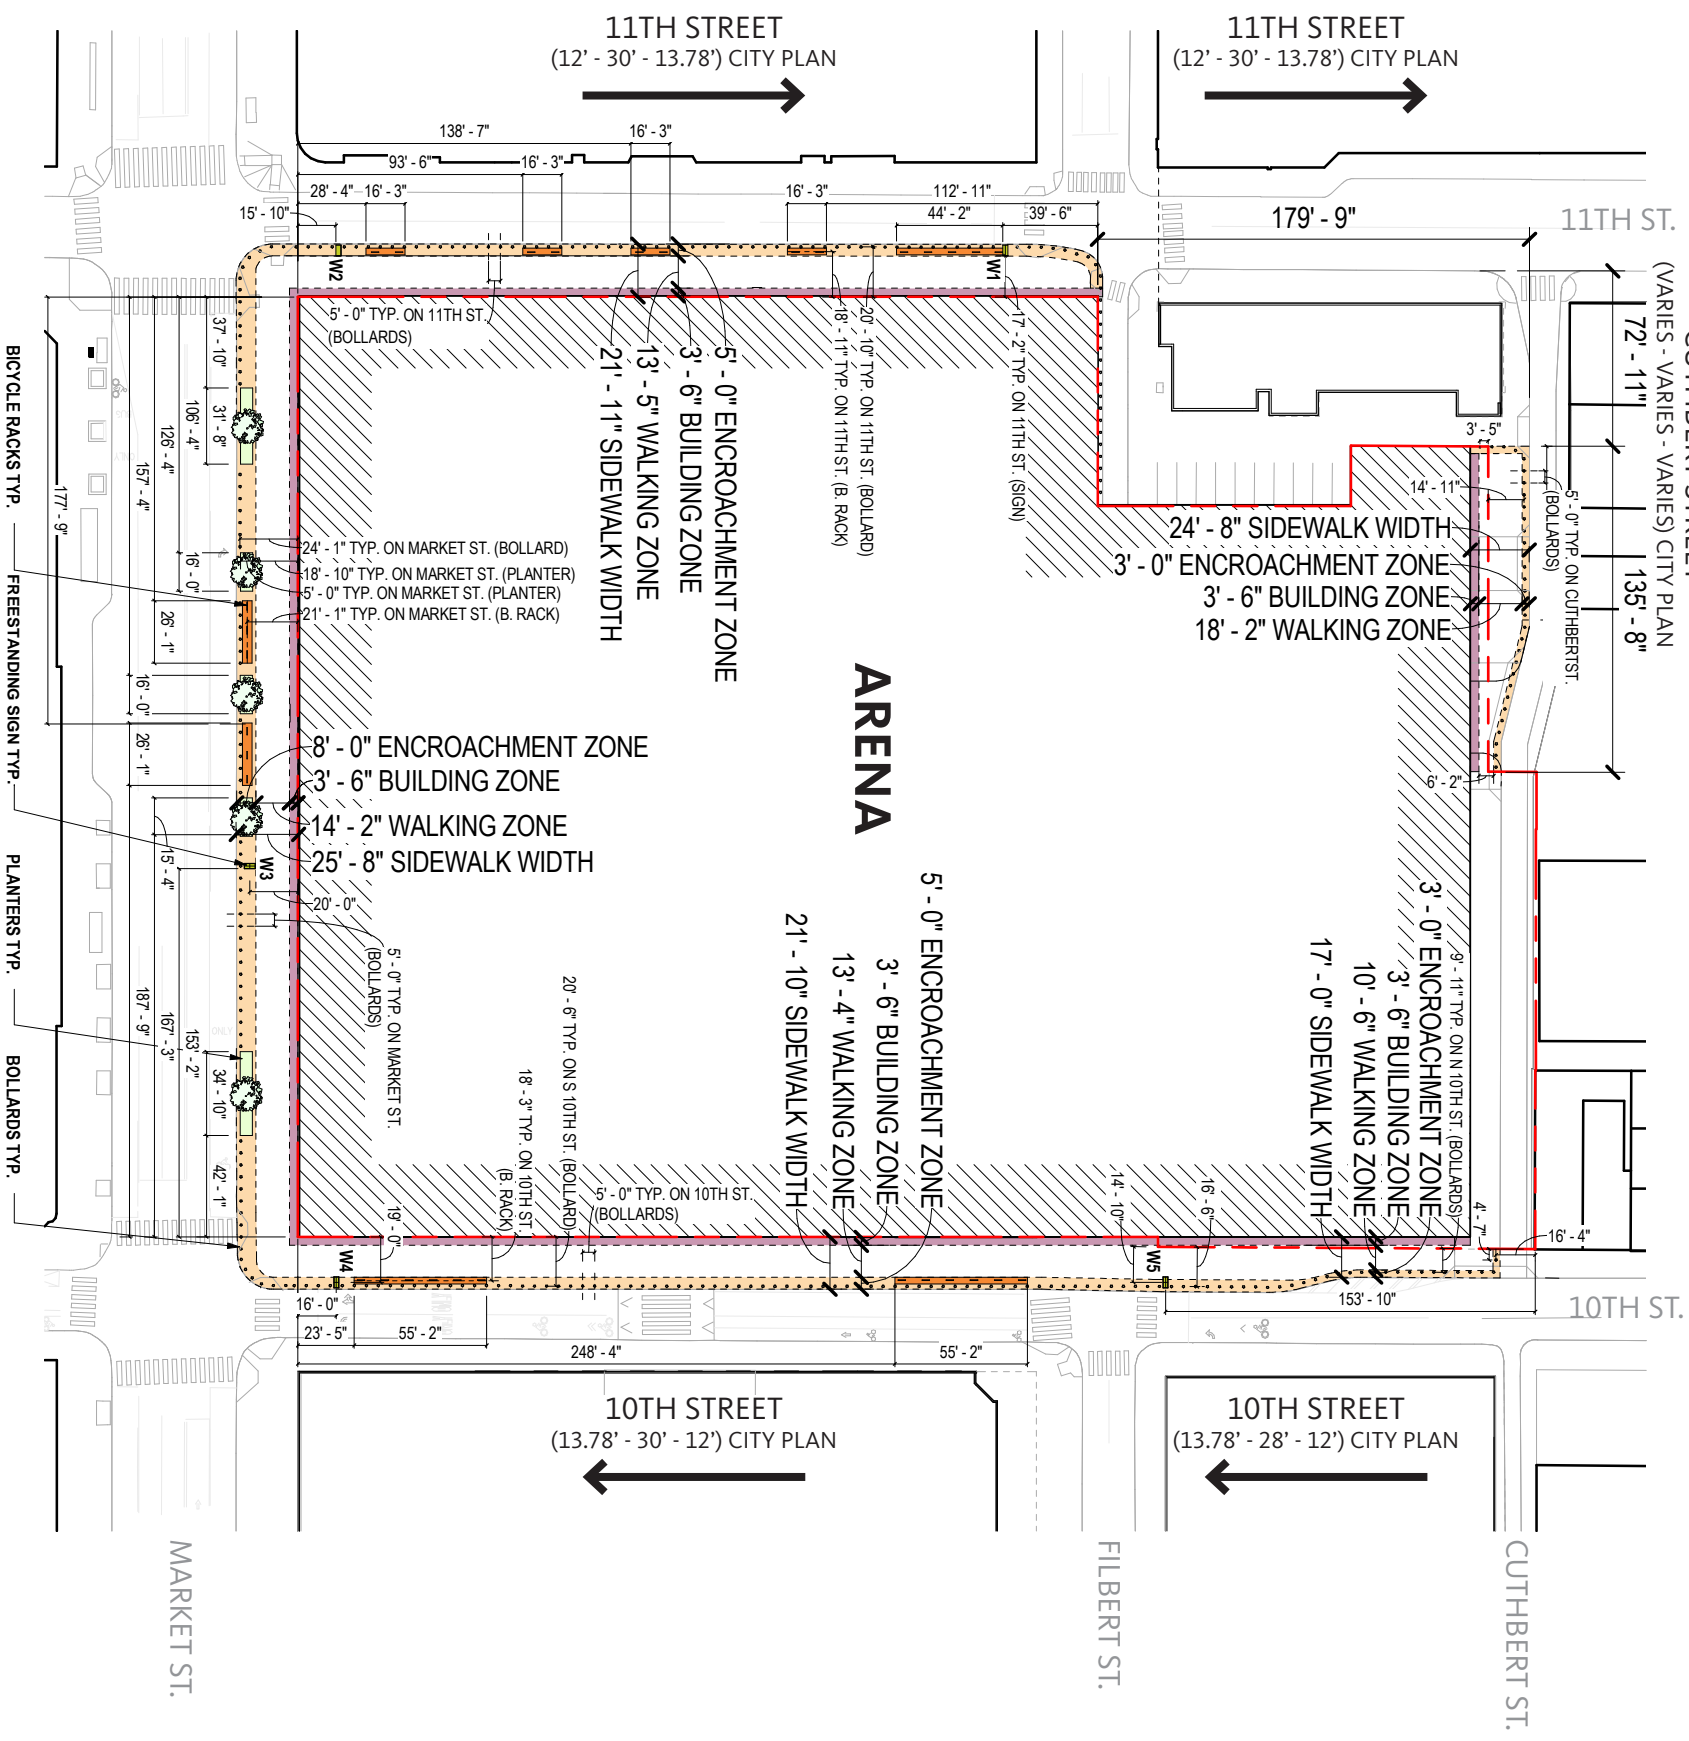 11TH STREET
(12' - 30' - 13.78') CITY PLAN
11TH STREET
(12' - 30' - 13.78') CITY PLAN
138' - 7"
16' - 3"
93' - 6"
16' - 3"
28' - 4"
16' - 3"
16' - 3"
112' - 11"
15' - 10"
44' - 2"
39' - 6"
179' - 9"
11TH ST.
(VARIES - VARIES - VARIES) CITY PLAN
72' - 11"
135' - 8"
W2
W1
5' - 0" TYP. ON 11TH ST.
(BOLLARDS)
21' - 11" SIDEWALK WIDTH
13' - 5" WALKING ZONE
3' - 6" BUILDING ZONE
5' - 0" ENCROACHMENT ZONE
18' - 11" TYP. ON 11TH ST. (B. RACK)
20' - 10" TYP. ON 11TH ST. (BOLLARD)
17' - 2" TYP. ON 11TH ST. (SIGN)
3' - 5"
14' - 11"
5' - 0" TYP. ON CUTHBERTST.
(BOLLARDS)
24' - 8" SIDEWALK WIDTH
3' - 0" ENCROACHMENT ZONE
3' - 6" BUILDING ZONE
18' - 2" WALKING ZONE
6' - 2"
37' - 10"
31' - 8"
106' - 4"
126' - 4"
157' - 4"
177' - 9"
16' - 0"
26' - 1"
16' - 0"
26' - 1"
24' - 1" TYP. ON MARKET ST. (BOLLARD)
18' - 10" TYP. ON MARKET ST. (PLANTER)
5' - 0" TYP. ON MARKET ST. (PLANTER)
21' - 1" TYP. ON MARKET ST. (B. RACK)
ARENA
8' - 0" ENCROACHMENT ZONE
3' - 6" BUILDING ZONE
14' - 2" WALKING ZONE
25' - 8" SIDEWALK WIDTH
W3
20' - 0"
15' - 4"
5' - 0" TYP. ON MARKET ST.
(BOLLARDS)
187' - 9"
167' - 3"
153' - 2"
34' - 10"
42' - 1"
BICYCLE RACKS TYP.
FREESTANDING SIGN TYP.
PLANTERS TYP.
BOLLARDS TYP.
ONLY
20' - 6" TYP. ON S 10TH ST. (BOLLARD)
18' - 3" TYP. ON 10TH ST.
(B. RACK)
19' - 0"
5' - 0" TYP. ON 10TH ST.
(BOLLARDS)
21' - 10" SIDEWALK WIDTH
13' - 4" WALKING ZONE
3' - 6" BUILDING ZONE
5' - 0" ENCROACHMENT ZONE
17' - 0" SIDEWALK WIDTH
10' - 6" WALKING ZONE
3' - 6" BUILDING ZONE
3' - 0" ENCROACHMENT ZONE
9' - 11" TYP. ON N 10TH ST. (BOLLARDS)
14' - 10"
16' - 6"
4' - 7"
16' - 4"
W4
W5
16' - 0"
23' - 5"
55' - 2"
248' - 4"
55' - 2"
153' - 10"
10TH ST.
10TH STREET
(13.78' - 30' - 12') CITY PLAN
10TH STREET
(13.78' - 28' - 12') CITY PLAN
MARKET ST.
FILBERT ST.
CUTHBERT ST.